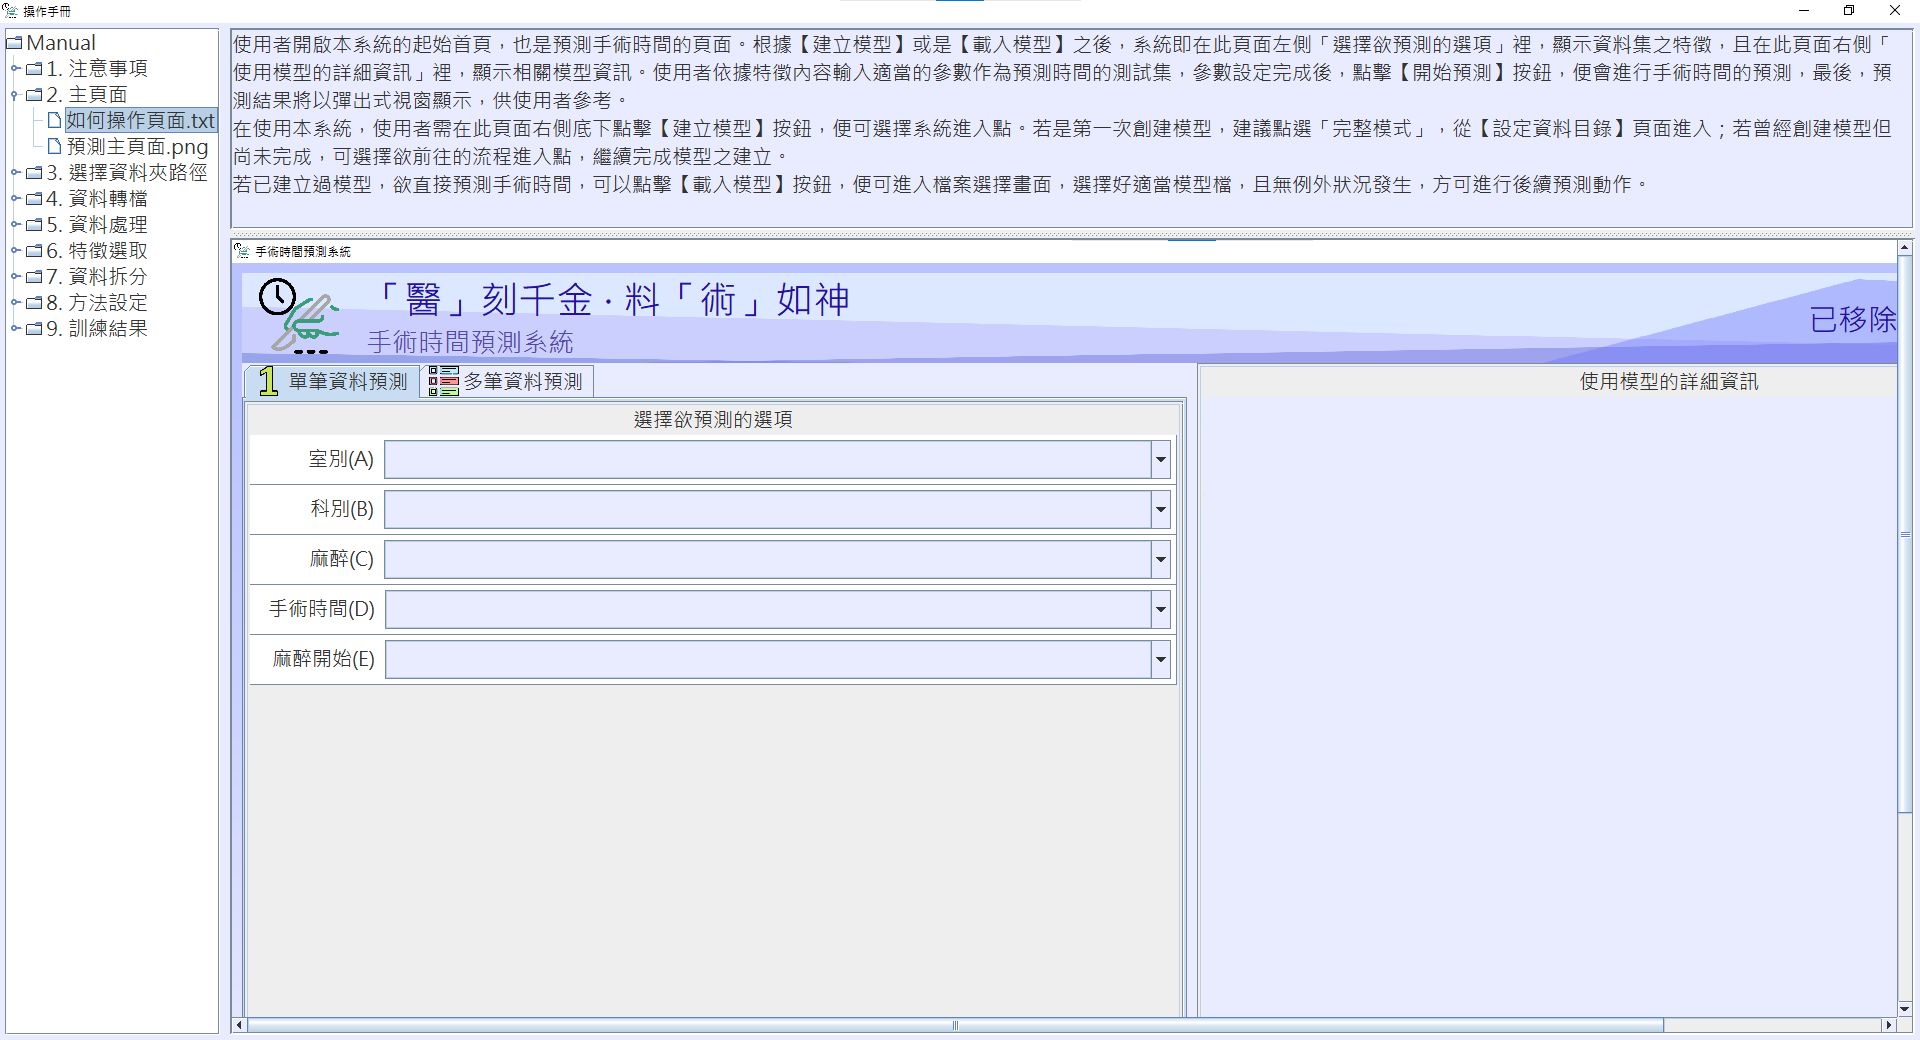 操作手冊
Manual
1. 注意事項
2. 主頁面
如何操作頁面.txt
預測主頁面.png
3. 選擇資料夾路徑
4. 資料轉檔
5. 資料處理
6. 特徵選取
7. 資料拆分
8. 方法設定
9. 訓練結果
使用者開啟本系統的起始首頁，也是預測手術時間的頁面。根據【建立模型】或是【載入模型】之後，系統即在此頁面左側「選擇欲預測的選項」裡，顯示資料集之特徵，且在此頁面右側「
使用模型的詳細資訊」裡，顯示相關模型資訊。使用者依據特徵內容輸入適當的參數作為預測時間的測試集，參數設定完成後，點擊【開始預測】按鈕，便會進行手術時間的預測，最後，預
測結果將以彈出式視窗顯示，供使用者參考。
在使用本系統，使用者需在此頁面右側底下點擊【建立模型】按鈕，便可選擇系統進入點。若是第一次創建模型，建議點選「完整模式」，從【設定資料目錄】頁面進入；若曾經創建模型但
尚未完成，可選擇欲前往的流程進入點，繼續完成模型之建立。
若已建立過模型，欲直接預測手術時間，可以點擊【載入模型】按鈕，便可進入檔案選擇畫面，選擇好適當模型檔，且無例外狀況發生，方可進行後續預測動作。
手術時間預測系統
「醫」刻千金·料「術」如神
手術時間預測系統
已移除
1 單筆資料預測
多筆資料預測
使用模型的詳細資訊
選擇欲預測的選項
室別(A)
科別(B)
麻醉(C)
手術時間(D)
麻醉開始(E)